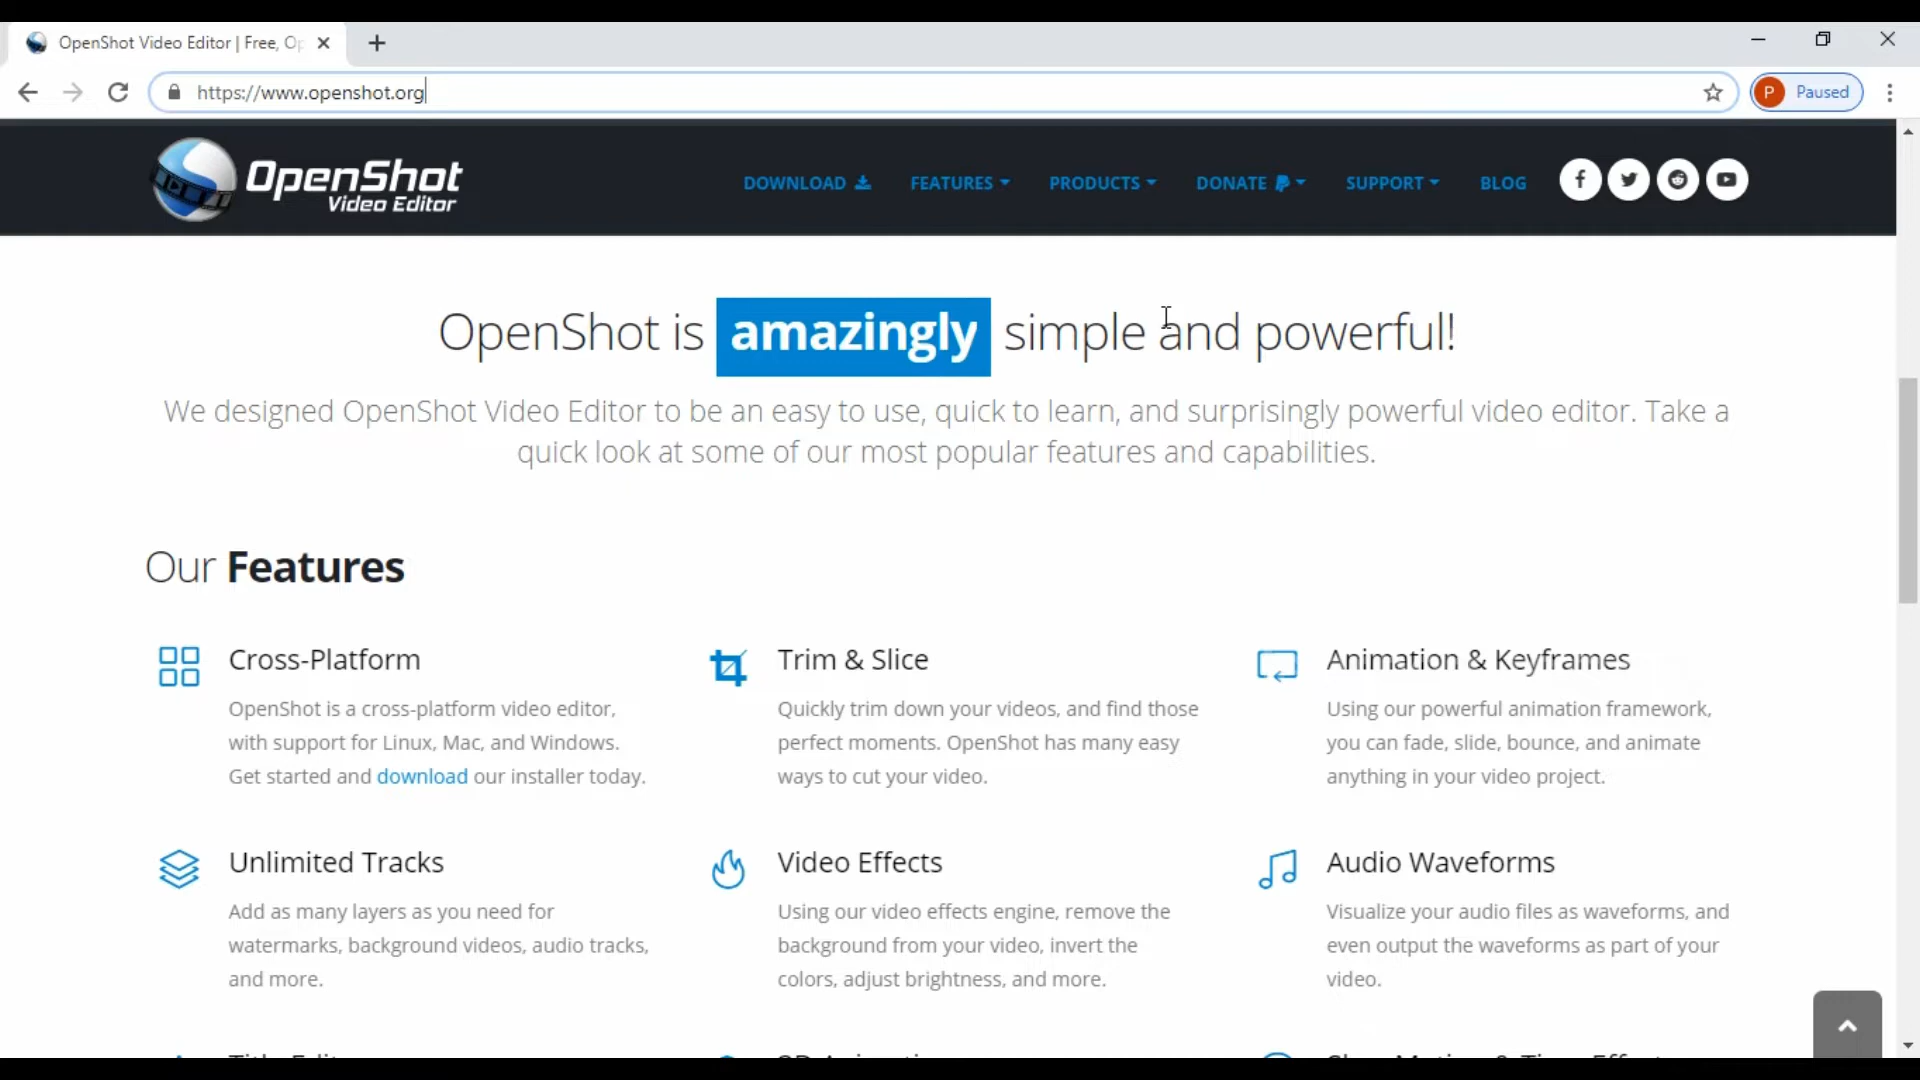 OpenShot Video Editor | Free, Op
https://www.openshot.org
P Paused
OpenShot
Video Editor
DOWNLOAD FEATURES PRODUCTS DONATE SUPPORT BLOG
OpenShot is amazingly simple and powerful!
We designed OpenShot Video Editor to be an easy to use, quick to learn, and surprisingly powerful video editor. Take a
quick look at some of our most popular features and capabilities.
Our Features
Cross-Platform
OpenShot is a cross-platform video editor,
with support for Linux, Mac, and Windows.
Get started and download our installer today.
Trim & Slice
Quickly trim down your videos, and find those
perfect moments. OpenShot has many easy
ways to cut your video.
Animation & Keyframes
Using our powerful animation framework,
you can fade, slide, bounce, and animate
anything in your video project.
Unlimited Tracks
Add as many layers as you need for
watermarks, background videos, audio tracks,
and more.
Video Effects
Using our video effects engine, remove the
background from your video, invert the
colors, adjust brightness, and more.
Audio Waveforms
Visualize your audio files as waveforms, and
even output the waveforms as part of your
video.